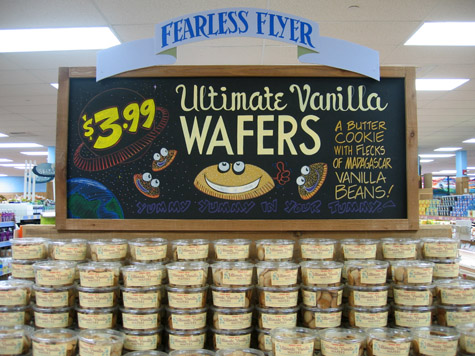 FEARLESS FLYER
$3.99
Ultimate Vanilla
WAFERS
A BUTTER
COOKIE
WITH FLECKS
OF MADAGASCAR
VANILLA
BEANS!
YUMMY YUMMY IN YOUR TUMMY